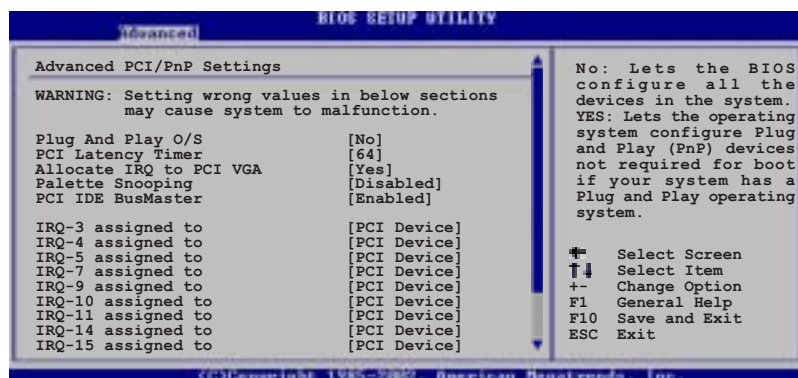 BIOS SETUP UTILITY
Advanced
Advanced PCI/PnP Settings
WARNING: Setting wrong values in below sections
may cause system to malfunction.
Plug And Play O/S [No]
PCI Latency Timer [64]
Allocate IRQ to PCI VGA [Yes]
Palette Snooping [Disabled]
PCI IDE BusMaster [Enabled]
IRQ-3 assigned to [PCI Device]
IRQ-4 assigned to [PCI Device]
IRQ-5 assigned to [PCI Device]
IRQ-7 assigned to [PCI Device]
IRQ-9 assigned to [PCI Device]
IRQ-10 assigned to [PCI Device]
IRQ-11 assigned to [PCI Device]
IRQ-14 assigned to [PCI Device]
IRQ-15 assigned to [PCI Device]
No: Lets the BIOS
configure all the
devices in the system.
YES: Lets the operating
system configure Plug
and Play (PnP) devices
not required for boot
if your system has a
Plug and Play operating
system.
Select Screen
Select Item
+- Change Option
F1 General Help
F10 Save and Exit
ESC Exit
(C)Copyright 1985-2002, American Megatrends, Inc.